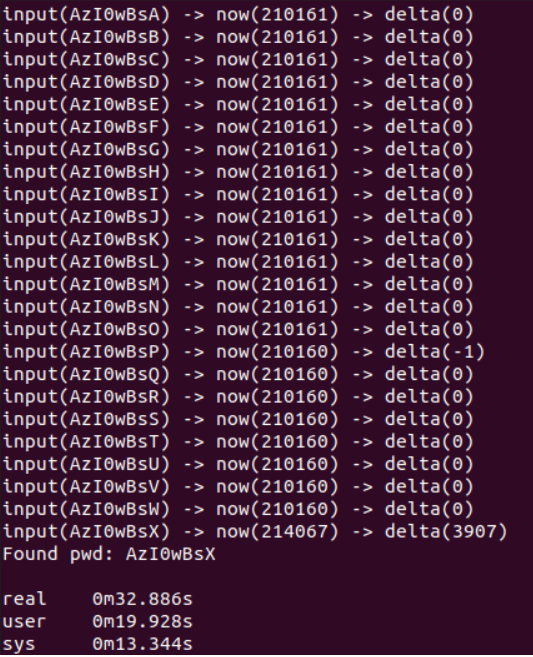 input(AzI0wBsA) -> now(210161) -> delta(0)
input(AzI0wBsB) -> now(210161) -> delta(0)
input(AzI0wBsC) -> now(210161) -> delta(0)
input(AzI0wBsD) -> now(210161) -> delta(0)
input(AzI0wBsE) -> now(210161) -> delta(0)
input(AzI0wBsF) -> now(210161) -> delta(0)
input(AzI0wBsG) -> now(210161) -> delta(0)
input(AzI0wBsH) -> now(210161) -> delta(0)
input(AzI0wBsI) -> now(210161) -> delta(0)
input(AzI0wBsJ) -> now(210161) -> delta(0)
input(AzI0wBsK) -> now(210161) -> delta(0)
input(AzI0wBsL) -> now(210161) -> delta(0)
input(AzI0wBsM) -> now(210161) -> delta(0)
input(AzI0wBsN) -> now(210161) -> delta(0)
input(AzI0wBsO) -> now(210161) -> delta(0)
input(AzI0wBsP) -> now(210160) -> delta(-1)
input(AzI0wBsQ) -> now(210160) -> delta(0)
input(AzI0wBsR) -> now(210160) -> delta(0)
input(AzI0wBsS) -> now(210160) -> delta(0)
input(AzI0wBsT) -> now(210160) -> delta(0)
input(AzI0wBsU) -> now(210160) -> delta(0)
input(AzI0wBsV) -> now(210160) -> delta(0)
input(AzI0wBsW) -> now(210160) -> delta(0)
input(AzI0wBsX) -> now(214067) -> delta(3907)
Found pwd: AzI0wBsX
real 0m32.886s
user 0m19.928s
sys 0m13.344s